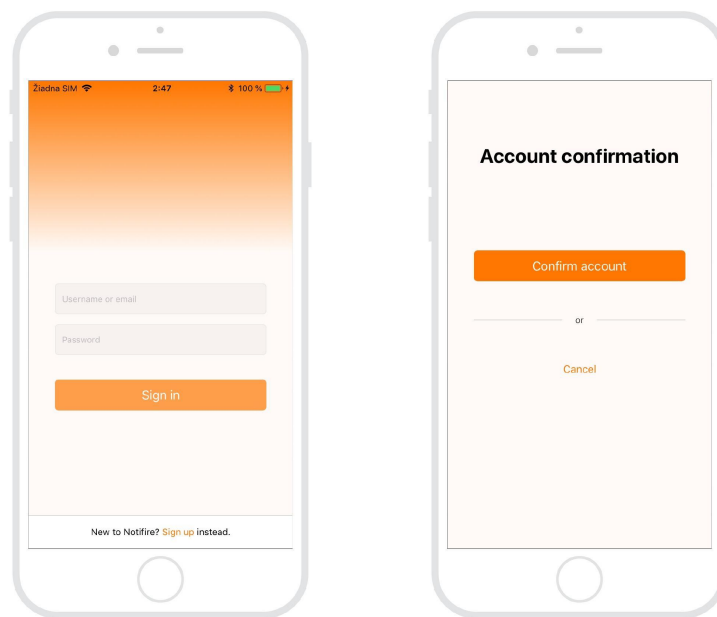 Žiadna SIM 2:47 100 %
Username or email
Password
Sign in
New to Notifire? Sign up instead.
Account confirmation
Confirm account
or
Cancel